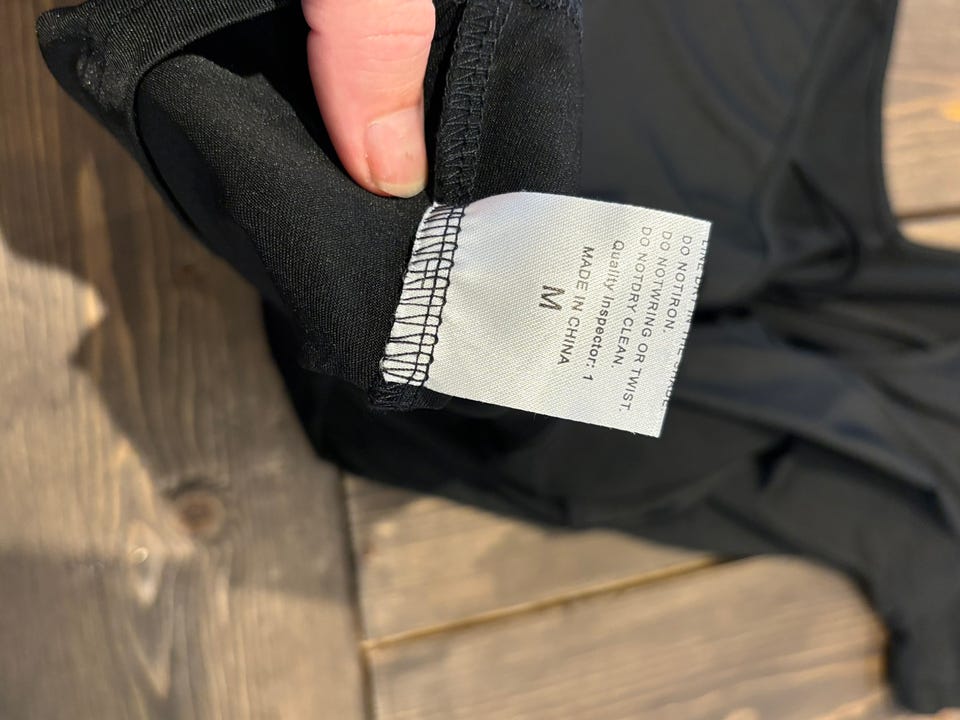 DO NOTIRON.
DO NOTWRING OR TWIST.
DO NOTDRY CLEAN.
Quality Inspector: 1
MADE IN CHINA
M